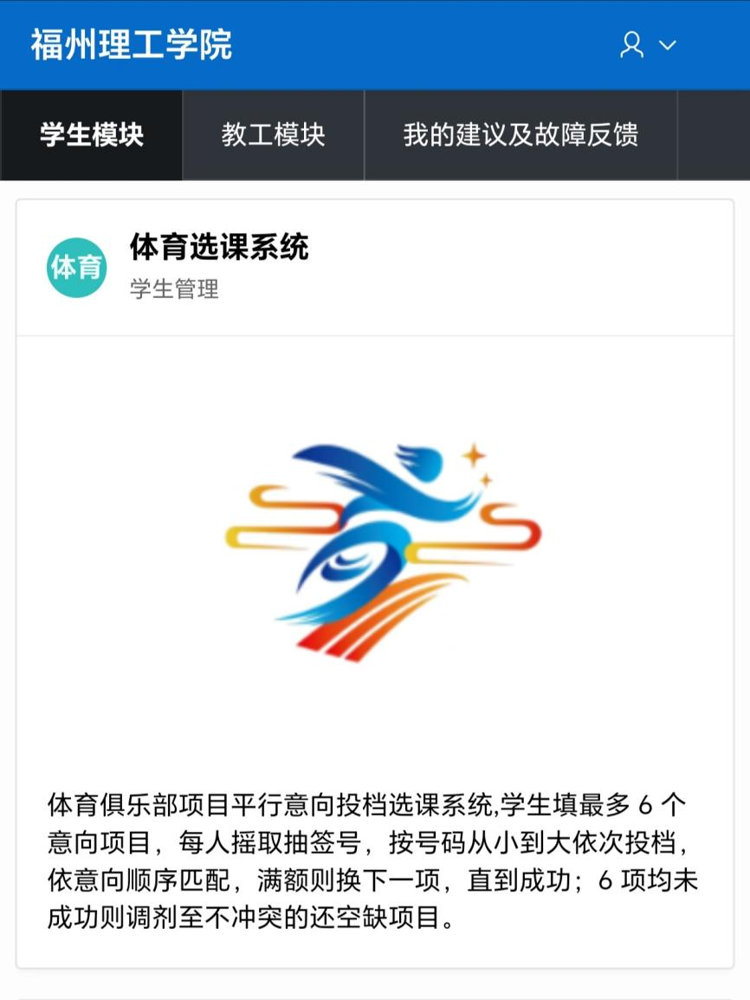 福州理工学院
学生模块
教工模块
我的建议及故障反馈
体育
体育选课系统
学生管理
体育俱乐部项目平行意向投档选课系统,学生填最多 6 个
意向项目，每人摇取抽签号，按号码从小到大依次投档，
依意向顺序匹配，满额则换下一项，直到成功；6 项均未
成功则调剂至不冲突的还空缺项目。